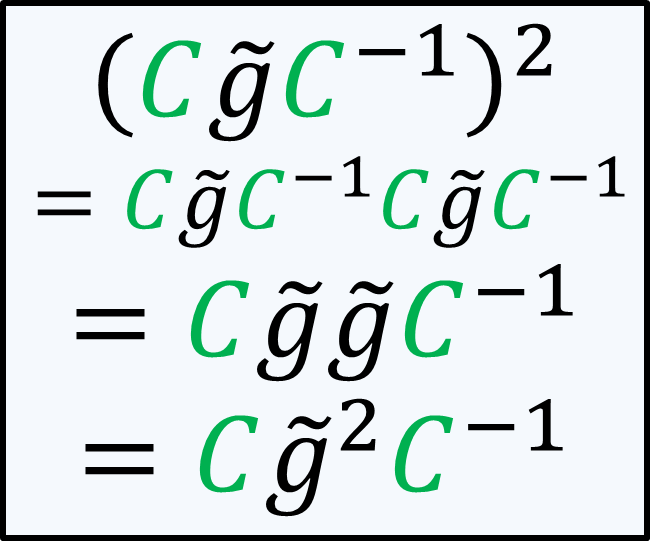 (Cg̃C⁻¹)²
= Cg̃C⁻¹Cg̃C⁻¹
= Cg̃g̃C⁻¹
= Cg̃²C⁻¹